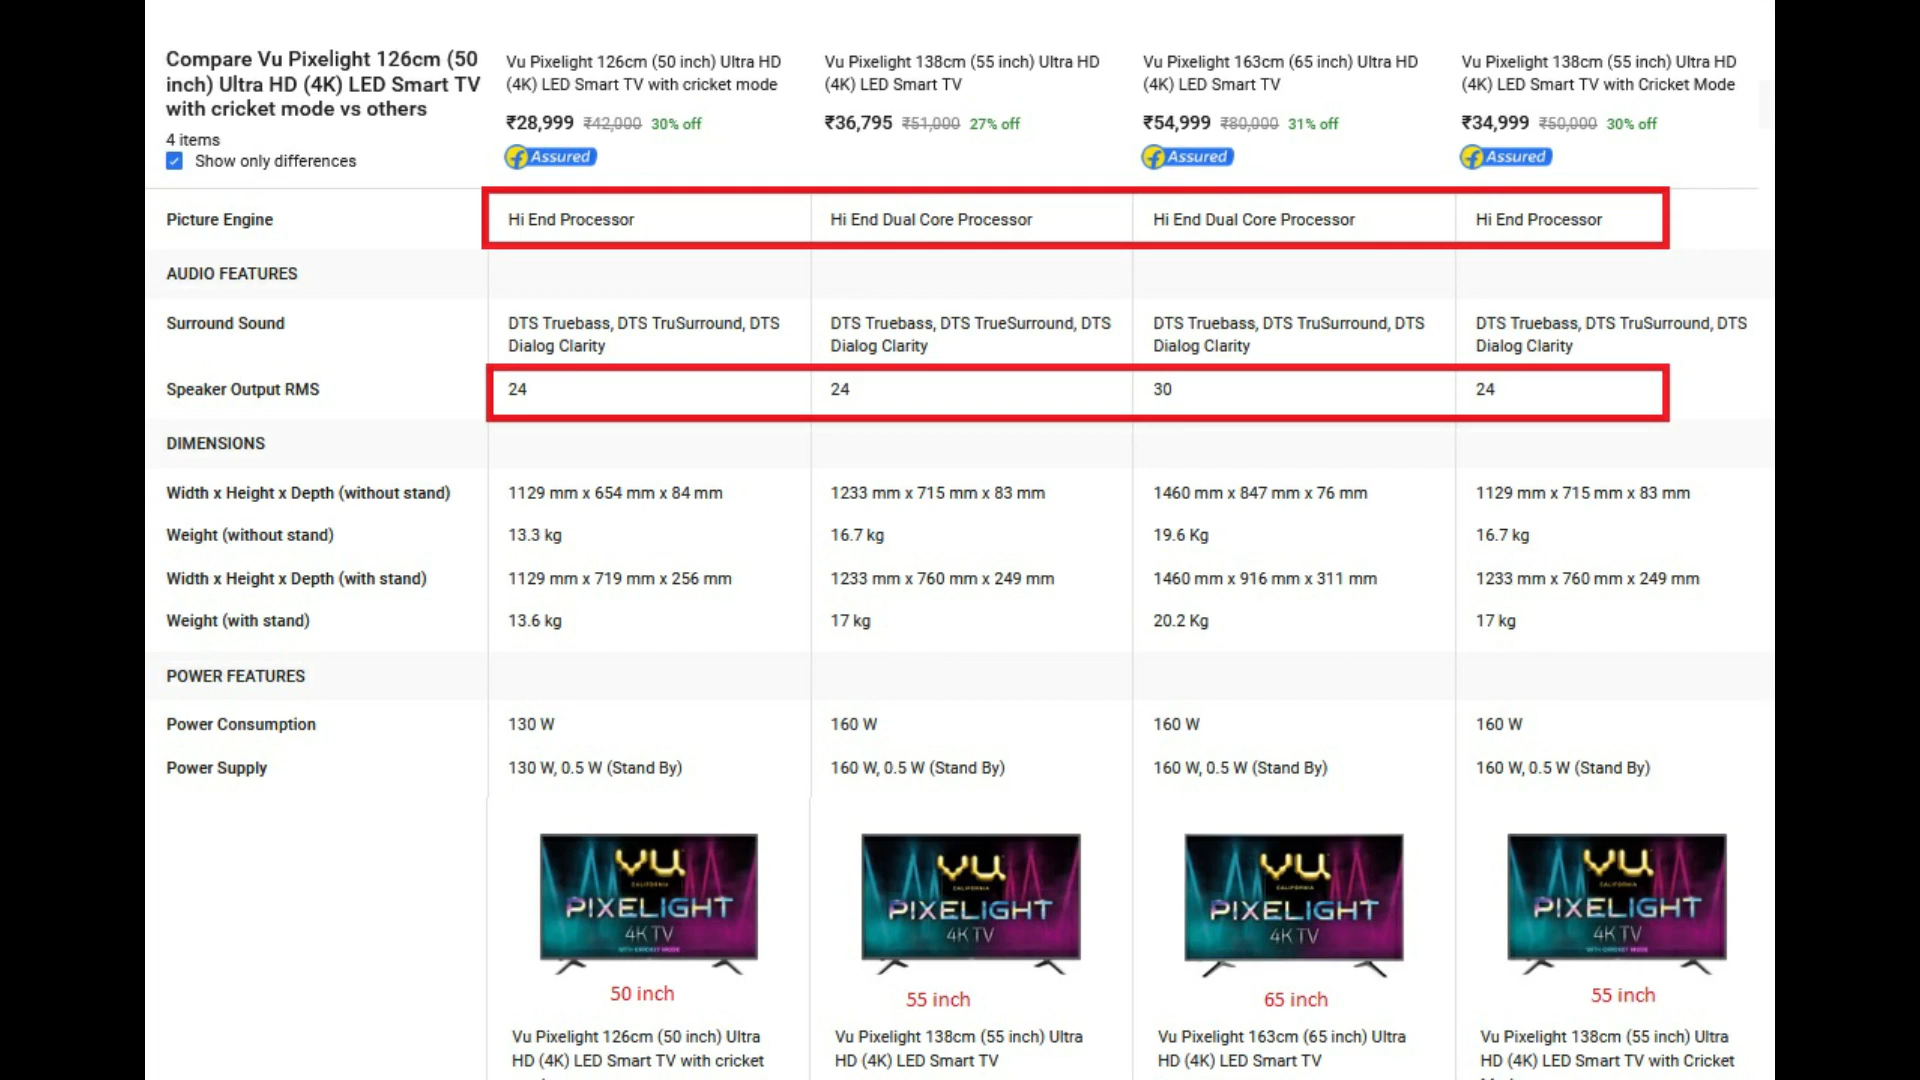 Compare Vu Pixelight 126cm (50
inch) Ultra HD (4K) LED Smart TV
with cricket mode vs others
4 items
Show only differences
Vu Pixelight 126cm (50 inch) Ultra HD
(4K) LED Smart TV with cricket mode
₹28,999 ₹42,000 30% off
Assured
Vu Pixelight 138cm (55 inch) Ultra HD
(4K) LED Smart TV
₹36,795 ₹51,000 27% off
Vu Pixelight 163cm (65 inch) Ultra HD
(4K) LED Smart TV
₹54,999 ₹80,000 31% off
Assured
Vu Pixelight 138cm (55 inch) Ultra HD
(4K) LED Smart TV with Cricket Mode
₹34,999 ₹50,000 30% off
Assured
Picture Engine Hi End Processor Hi End Dual Core Processor Hi End Dual Core Processor Hi End Processor
AUDIO FEATURES
Surround Sound
DTS Truebass, DTS TruSurround, DTS
Dialog Clarity
DTS Truebass, DTS TrueSurround, DTS
Dialog Clarity
DTS Truebass, DTS TruSurround, DTS
Dialog Clarity
DTS Truebass, DTS TruSurround, DTS
Dialog Clarity
Speaker Output RMS 24 24 30 24
DIMENSIONS
Width x Height x Depth (without stand) 1129 mm x 654 mm x 84 mm 1233 mm x 715 mm x 83 mm 1460 mm x 847 mm x 76 mm 1129 mm x 715 mm x 83 mm
Weight (without stand) 13.3 kg 16.7 kg 19.6 Kg 16.7 kg
Width x Height x Depth (with stand) 1129 mm x 719 mm x 256 mm 1233 mm x 760 mm x 249 mm 1460 mm x 916 mm x 311 mm 1233 mm x 760 mm x 249 mm
Weight (with stand) 13.6 kg 17 kg 20.2 Kg 17 kg
POWER FEATURES
Power Consumption 130 W 160 W 160 W 160 W
Power Supply 130 W, 0.5 W (Stand By) 160 W, 0.5 W (Stand By) 160 W, 0.5 W (Stand By) 160 W, 0.5 W (Stand By)
Vu
CALIFORNIA
PIXELIGHT
4K TV
WITH CRICKET MODE
50 inch
Vu Pixelight 126cm (50 inch) Ultra
HD (4K) LED Smart TV with cricket
Vu
CALIFORNIA
PIXELIGHT
4K TV
55 inch
Vu Pixelight 138cm (55 inch) Ultra
HD (4K) LED Smart TV
Vu
CALIFORNIA
PIXELIGHT
4K TV
65 inch
Vu Pixelight 163cm (65 inch) Ultra
HD (4K) LED Smart TV
Vu
CALIFORNIA
PIXELIGHT
4K TV
WITH CRICKET MODE
55 inch
Vu Pixelight 138cm (55 inch) Ultra
HD (4K) LED Smart TV with Cricket